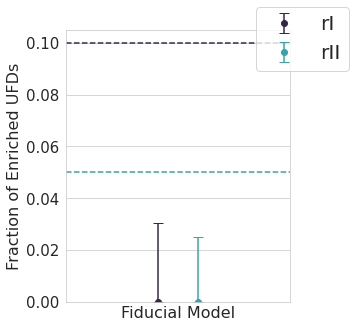 rI
rII
0.10
0.08
0.06
0.04
0.02
0.00
Fraction of Enriched UFDs
Fiducial Model